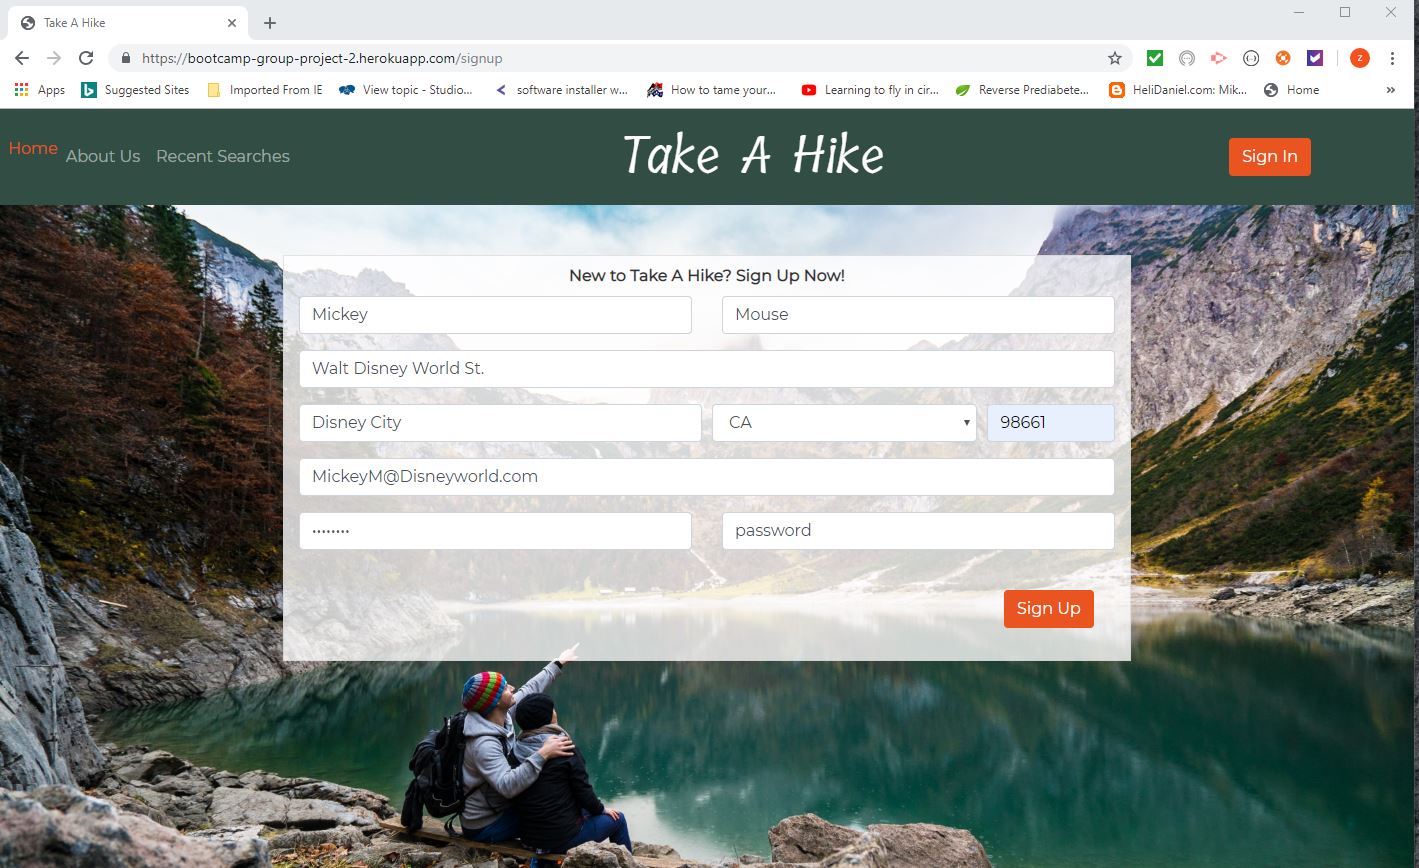 Take A Hike
https://bootcamp-group-project-2.herokuapp.com/signup
z
Apps Suggested Sites Imported From IE View topic - Studio... software installer w... How to tame your... Learning to fly in cir... Reverse Prediabete... HeliDaniel.com: Mik... Home »
Home About Us Recent Searches Take A Hike Sign In
New to Take A Hike? Sign Up Now!
Mickey Mouse
Walt Disney World St.
Disney City CA 98661
MickeyM@Disneyworld.com
•••••••• password
Sign Up